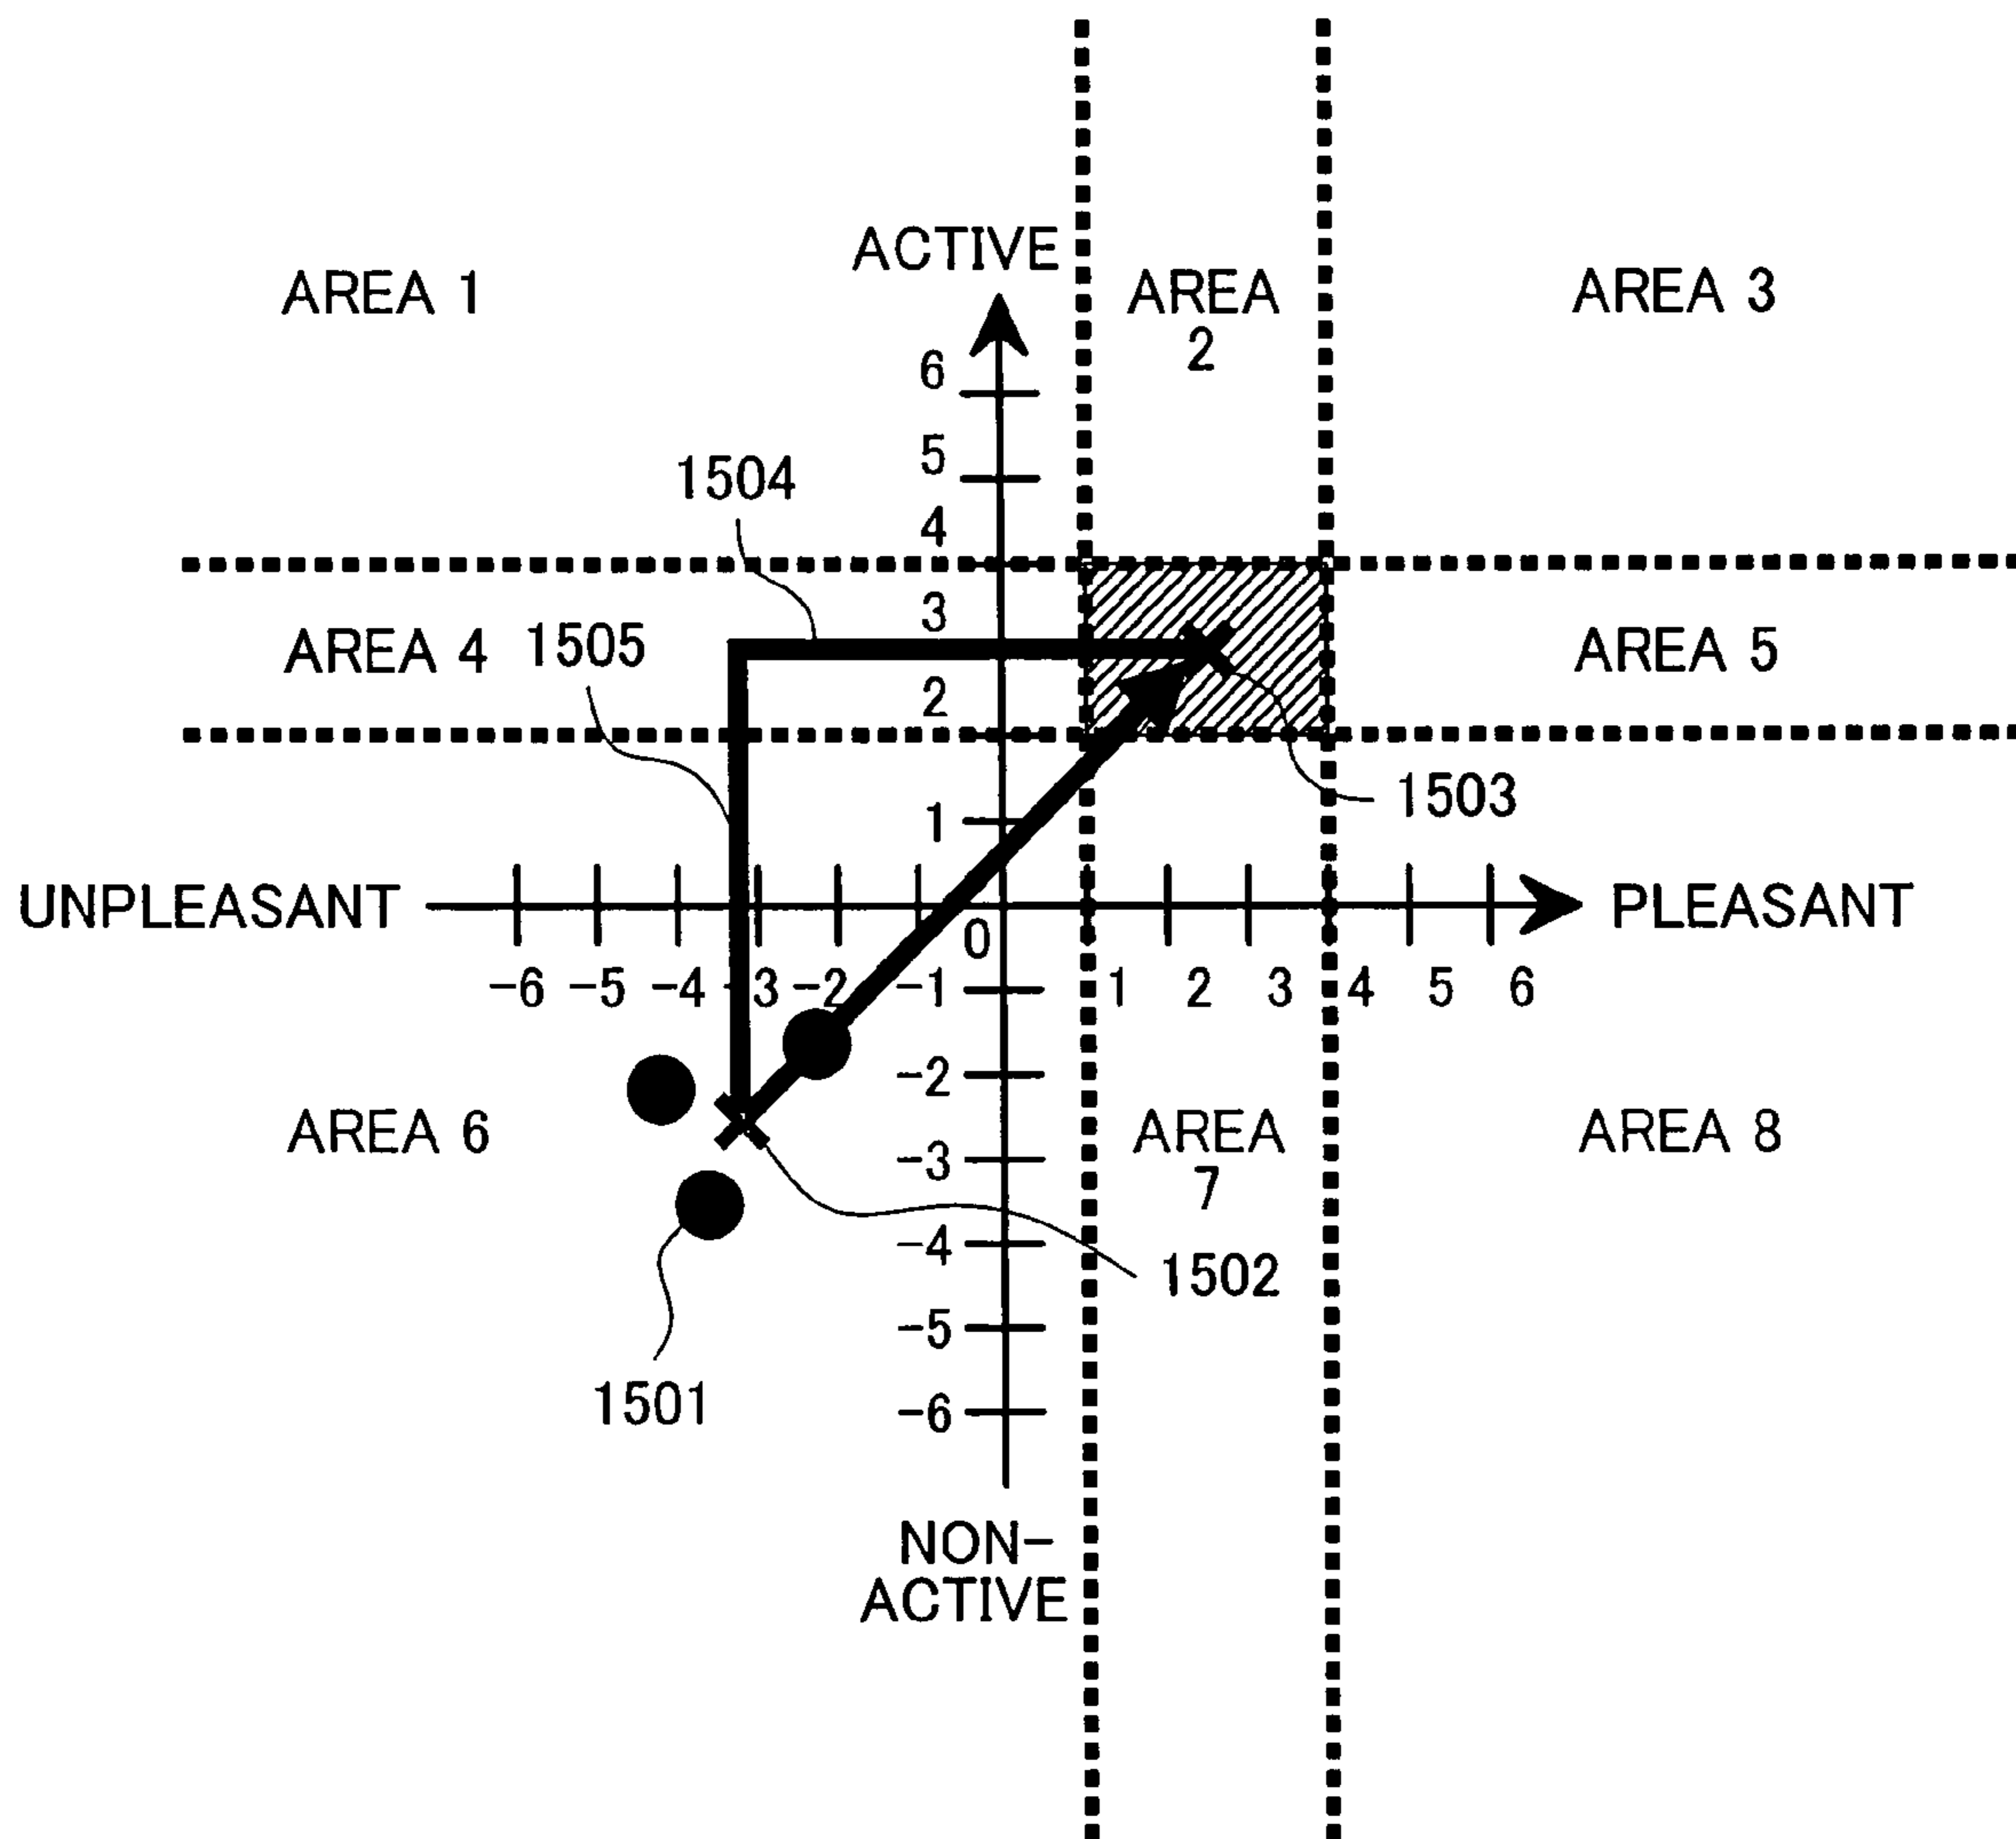 ACTIVE
AREA 1
AREA
2
AREA 3
6
5
1504
4
3
AREA 4
1505
AREA 5
2
1503
1
UNPLEASANT
PLEASANT
0
-6 -5 -4 -3 -2 -1
1 2 3 4 5 6
-2
AREA 6
AREA
7
AREA 8
-3
-4
1502
-5
1501
-6
NON-
ACTIVE